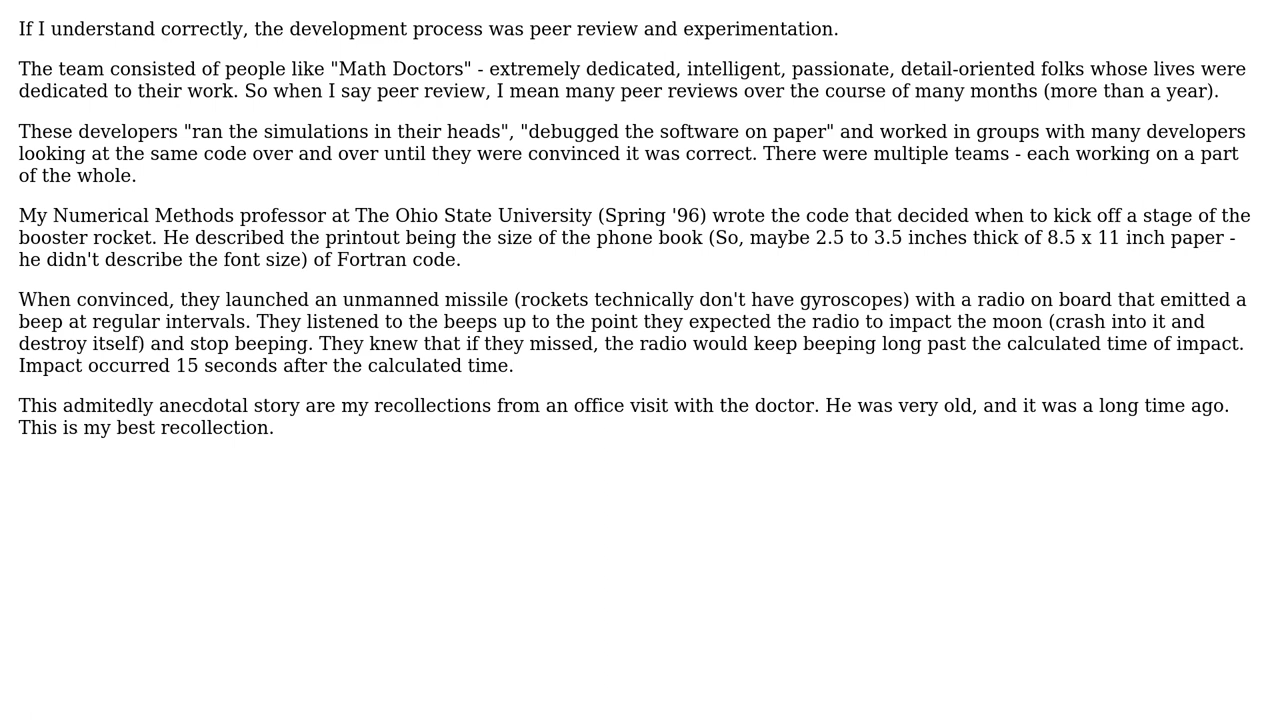 If I understand correctly, the development process was peer review and experimentation.
The team consisted of people like "Math Doctors" - extremely dedicated, intelligent, passionate, detail-oriented folks whose lives were
dedicated to their work. So when I say peer review, I mean many peer reviews over the course of many months (more than a year).
These developers "ran the simulations in their heads", "debugged the software on paper" and worked in groups with many developers
looking at the same code over and over until they were convinced it was correct. There were multiple teams - each working on a part
of the whole.
My Numerical Methods professor at The Ohio State University (Spring '96) wrote the code that decided when to kick off a stage of the
booster rocket. He described the printout being the size of the phone book (So, maybe 2.5 to 3.5 inches thick of 8.5 x 11 inch paper -
he didn't describe the font size) of Fortran code.
When convinced, they launched an unmanned missile (rockets technically don't have gyroscopes) with a radio on board that emitted a
beep at regular intervals. They listened to the beeps up to the point they expected the radio to impact the moon (crash into it and
destroy itself) and stop beeping. They knew that if they missed, the radio would keep beeping long past the calculated time of impact.
Impact occurred 15 seconds after the calculated time.
This admitedly anecdotal story are my recollections from an office visit with the doctor. He was very old, and it was a long time ago.
This is my best recollection.